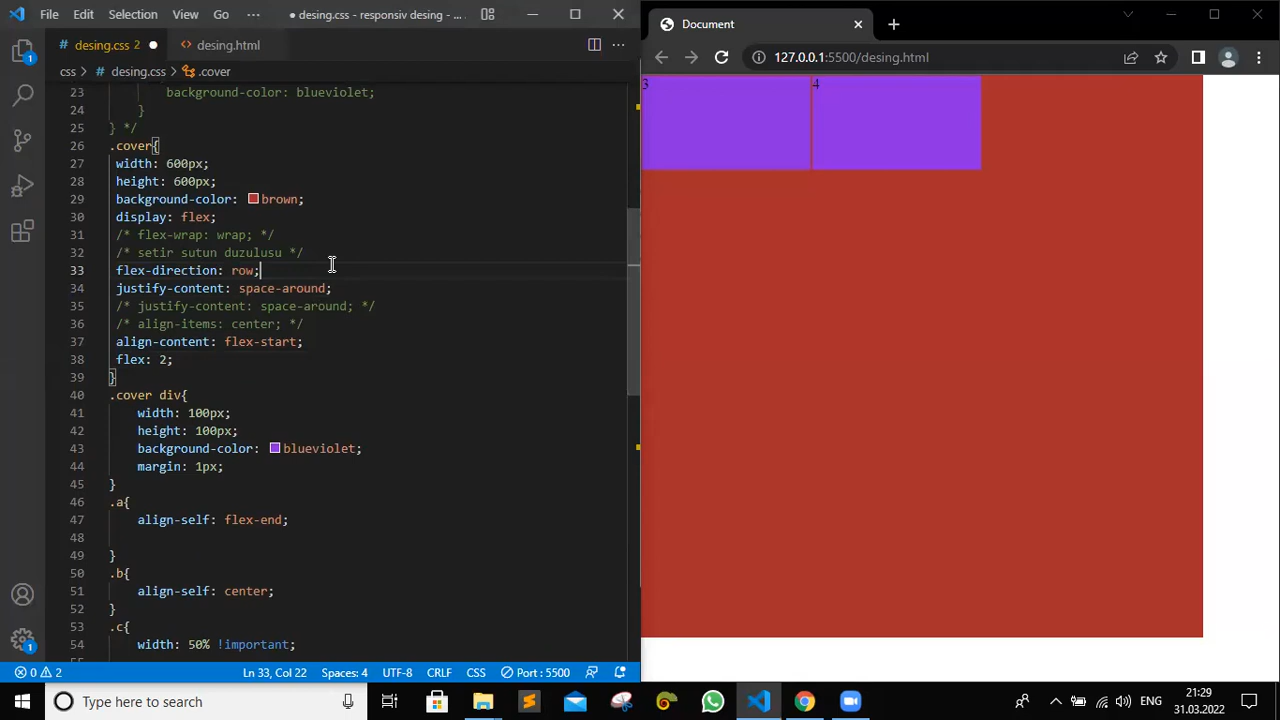 File Edit Selection View Go ··· ● desing.css - responsiv desing - ...
desing.css 2 ● desing.html ···
css > # desing.css > .cover
23 background-color: blueviolet;
24 }
25 } */
26 .cover{
27 width: 600px;
28 height: 600px;
29 background-color: brown;
30 display: flex;
31 /* flex-wrap: wrap; */
32 /* setir sutun duzulusu */
33 flex-direction: row;
34 justify-content: space-around;
35 /* justify-content: space-around; */
36 /* align-items: center; */
37 align-content: flex-start;
38 flex: 2;
39 }
40 .cover div{
41 width: 100px;
42 height: 100px;
43 background-color: blueviolet;
44 margin: 1px;
45 }
46 .a{
47 align-self: flex-end;
48
49 }
50 .b{
51 align-self: center;
52 }
53 .c{
54 width: 50% !important;
1
1
0 2 Ln 33, Col 22 Spaces: 4 UTF-8 CRLF CSS Port : 5500
Document
127.0.0.1:5500/desing.html
3 4
Type here to search
ENG
21:29
31.03.2022